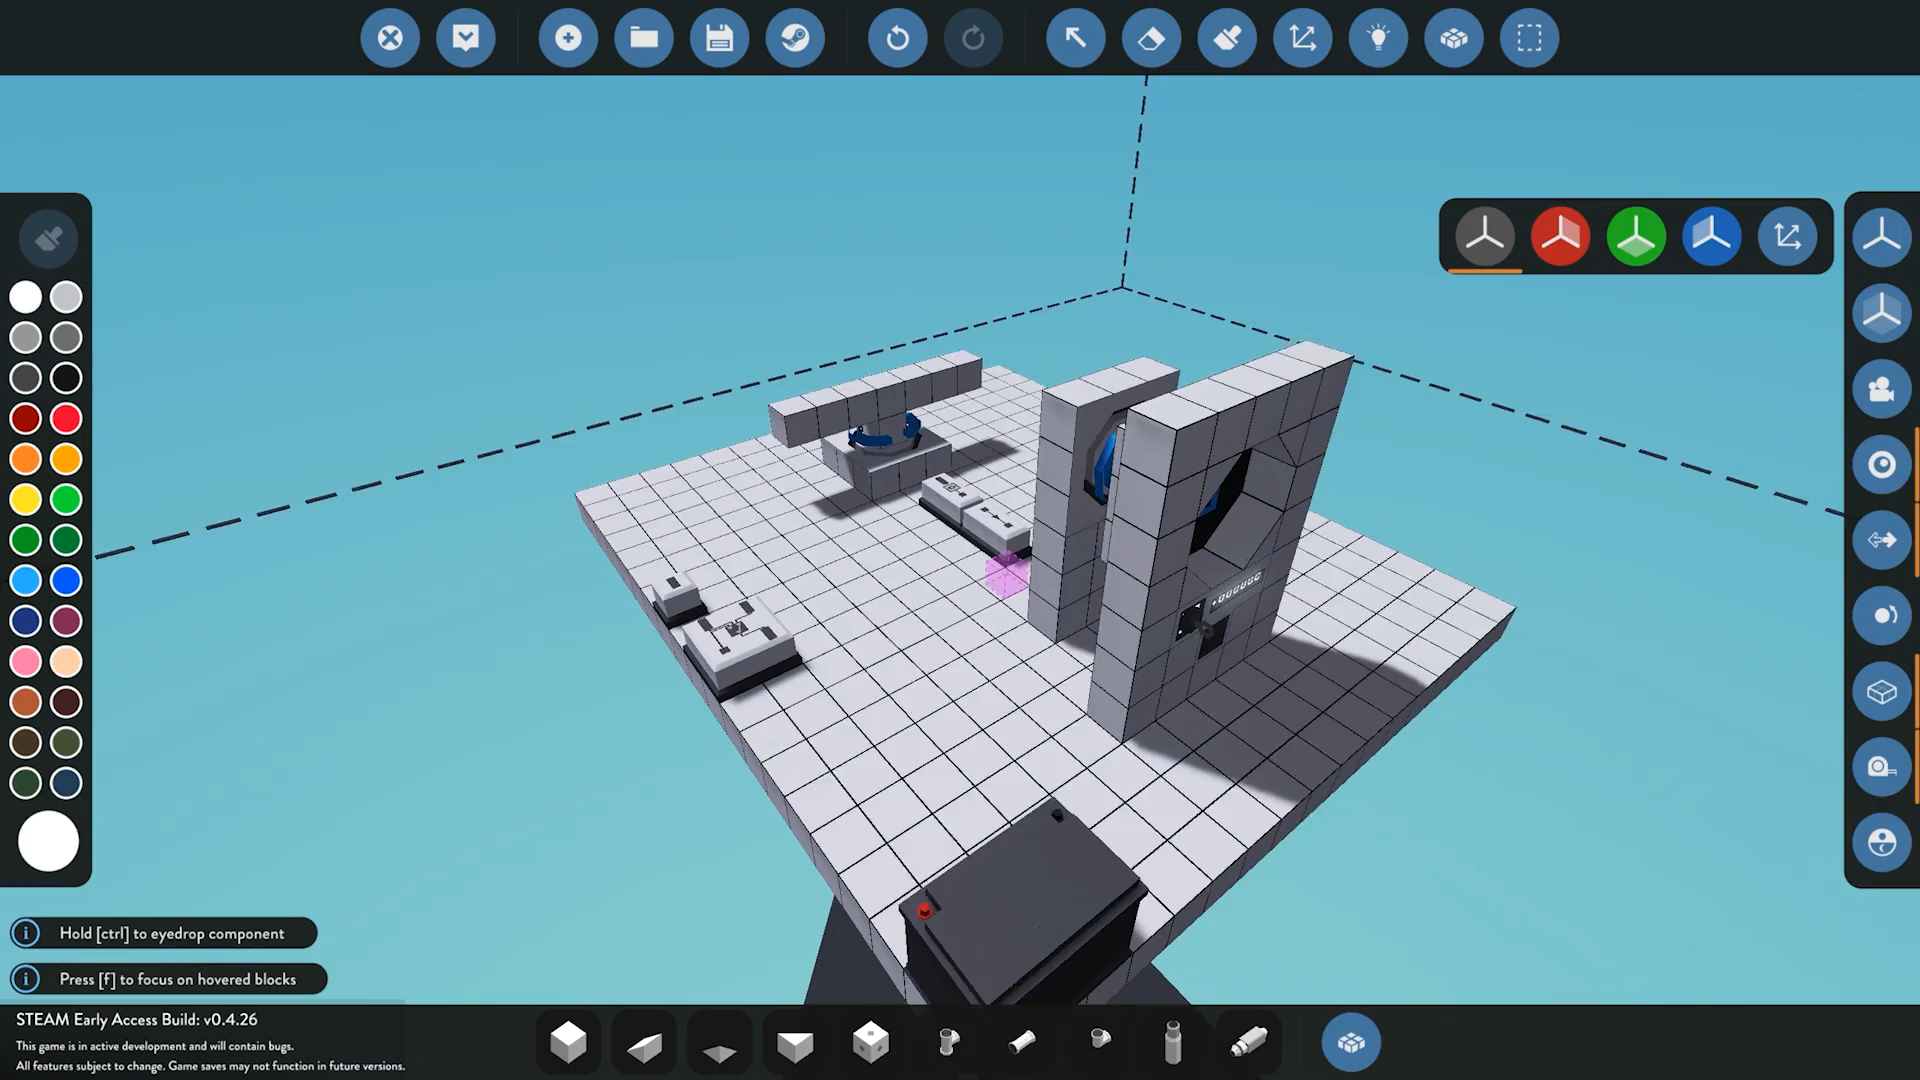 Hold [ctrl] to eyedrop component
Press [f] to focus on hovered blocks
STEAM Early Access Build: v0.4.26
This game is in active development and will contain bugs.
All features subject to change. Game saves may not function in future versions.